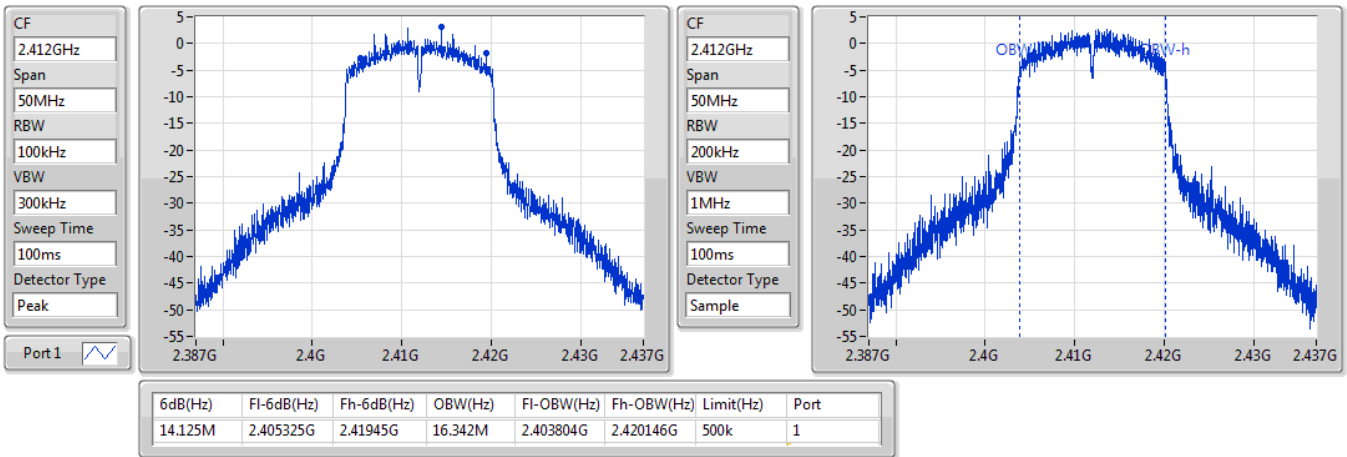 CF
2.412GHz
Span
50MHz
RBW
100kHz
VBW
300kHz
Sweep Time
100ms
Detector Type
Peak
Port 1
5
0
-5
-10
-15
-20
-25
-30
-35
-40
-45
-50
-55
2.387G 2.4G 2.41G 2.42G 2.43G 2.437G
CF
2.412GHz
Span
50MHz
RBW
200kHz
VBW
1MHz
Sweep Time
100ms
Detector Type
Sample
5
0
-5
-10
-15
-20
-25
-30
-35
-40
-45
-50
-55
2.387G 2.4G 2.41G 2.42G 2.43G 2.437G
6dB(Hz) Fl-6dB(Hz) Fh-6dB(Hz) OBW(Hz) Fl-OBW(Hz) Fh-OBW(Hz) Limit(Hz) Port
14.125M 2.405325G 2.41945G 16.342M 2.403804G 2.420146G 500k 1